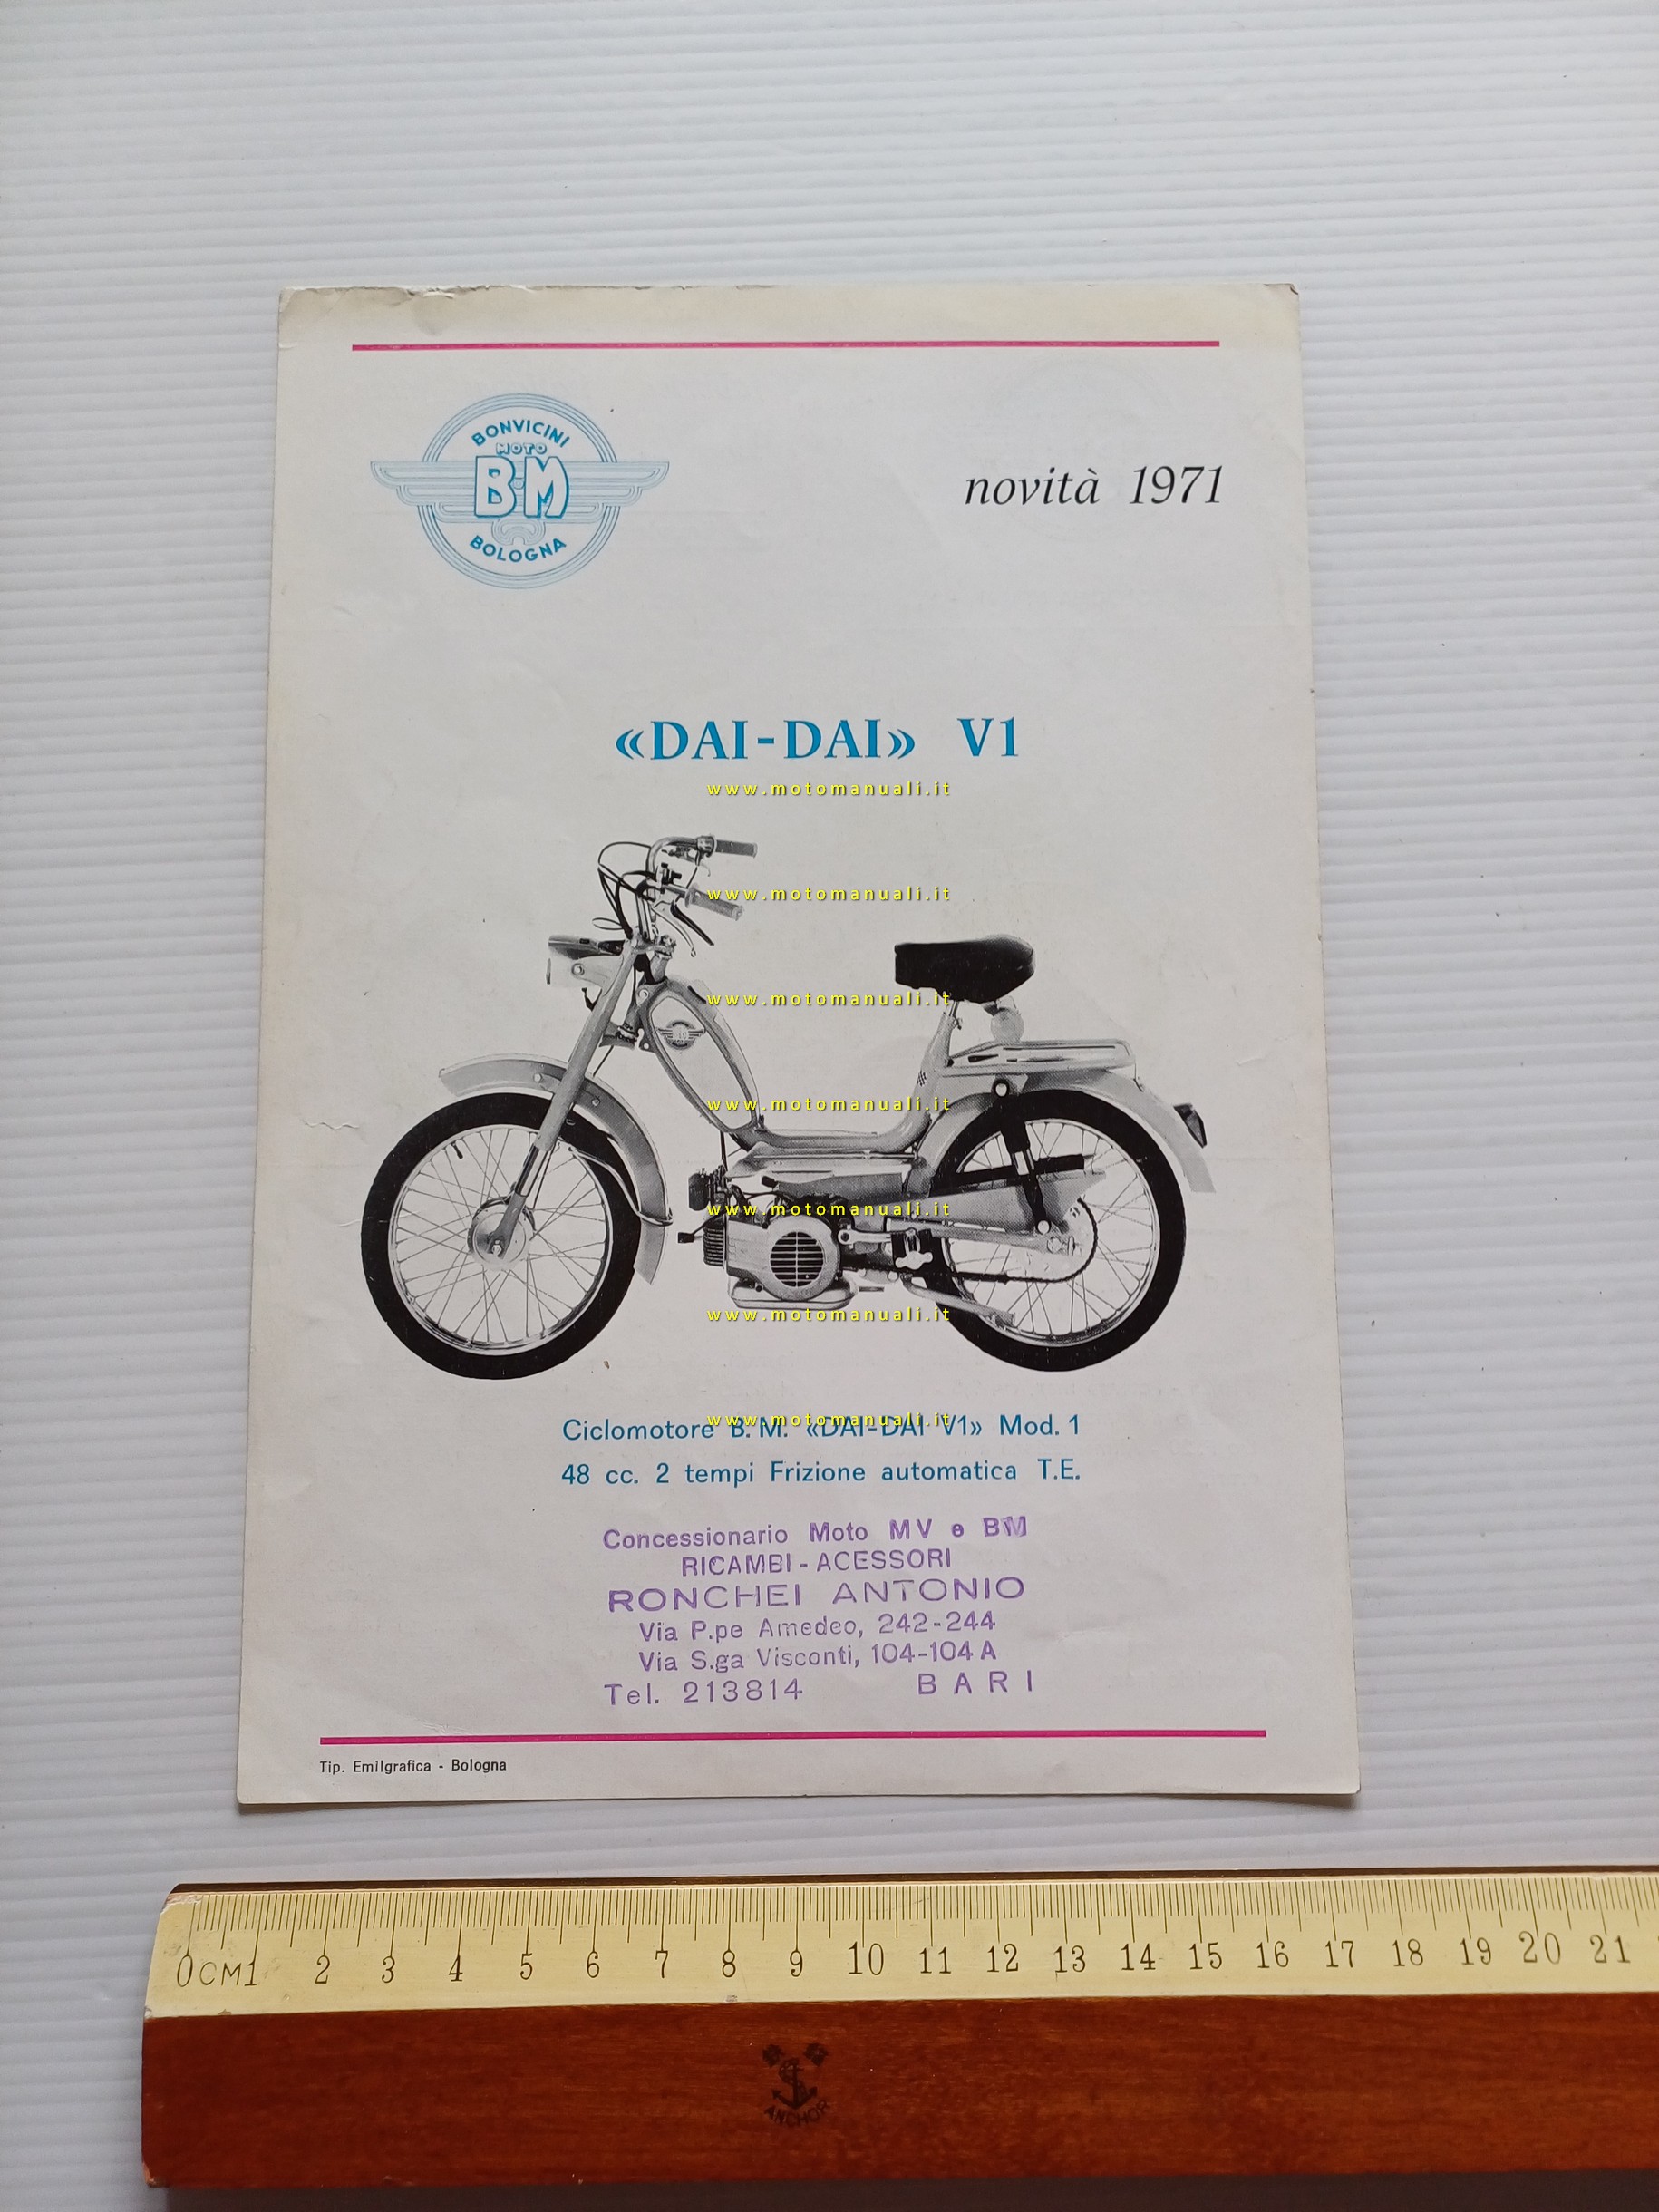 BONVICINI
MOTO
B·M
BOLOGNA
novità 1971
«DAI-DAI» V1
www.motomanuali.it
www.motomanuali.it
www.motomanuali.it
www.motomanuali.it
www.motomanuali.it
www.motomanuali.it
www.motomanuali.it
Ciclomotore B.M. «DAI-DAI V1» Mod. 1
48 cc. 2 tempi Frizione automatica T.E.
Concessionario Moto MV e BM
RICAMBI - ACESSORI
RONCHEI ANTONIO
Via P.pe Amedeo, 242-244
Via S.ga Visconti, 104-104 A
Tel. 213814 BARI
Tip. Emilgrafica - Bologna
0CM1 2 3 4 5 6 7 8 9 10 11 12 13 14 15 16 17 18 19 20 21
ANCHOR